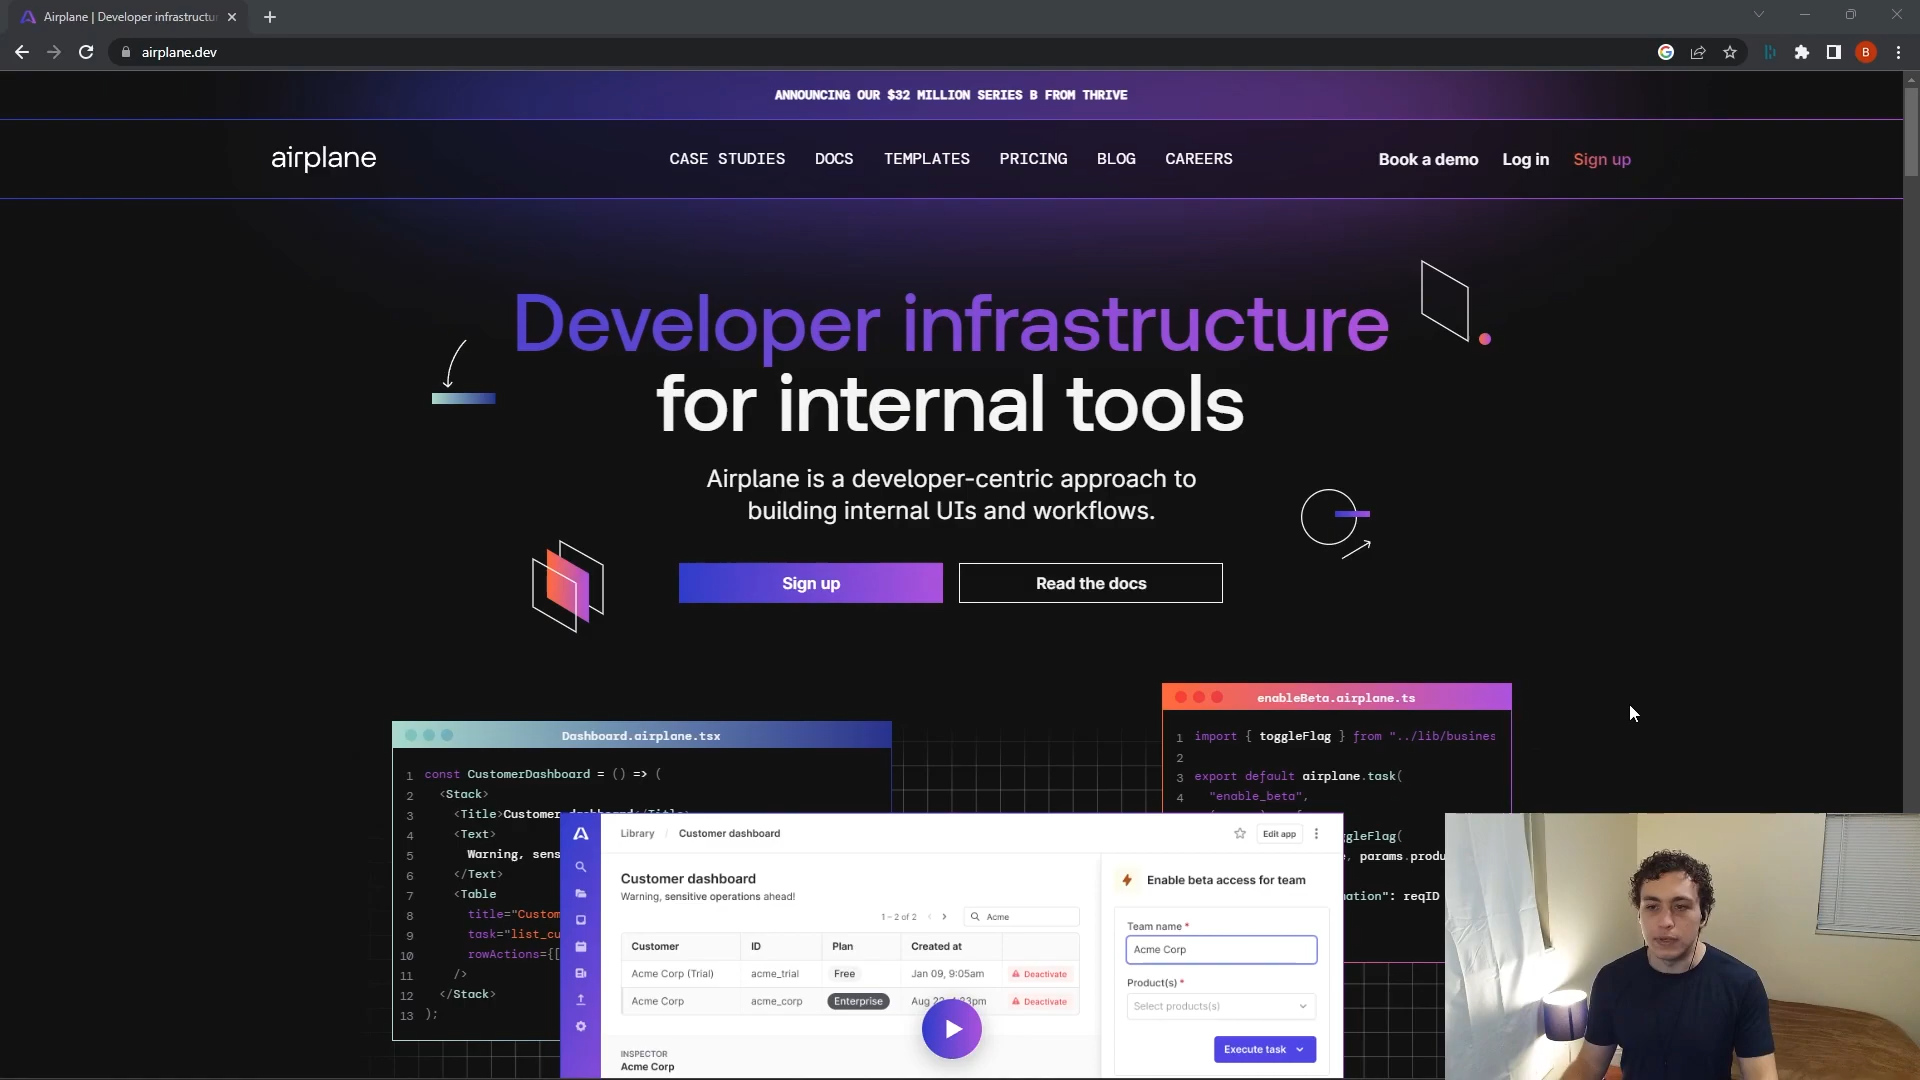 Airplane | Developer infrastructur
airplane.dev
B
ANNOUNCING OUR $32 MILLION SERIES B FROM THRIVE
airplane
CASE STUDIES
DOCS
TEMPLATES
PRICING
BLOG
CAREERS
Book a demo
Log in
Sign up
Developer infrastructure
for internal tools
Airplane is a developer-centric approach to
building internal UIs and workflows.
Sign up
Read the docs
Dashboard.airplane.tsx
1 const CustomerDashboard = () => (
2 <Stack>
3 <Title>Customer dashboard</Title>
4 <Text>
5 Warning, sens
6 </Text>
7 <Table
8 title="Custom
9 task="list_cu
10 rowActions={[
11 />
12 </Stack>
13 );
enableBeta.airplane.ts
1 import { toggleFlag } from "../lib/busines
2
3 export default airplane.task(
4 "enable_beta",
gleFlag(
, params.produ
ation": reqID
Library / Customer dashboard
Edit app
Customer dashboard
Warning, sensitive operations ahead!
1 – 2 of 2
Acme
Customer ID Plan Created at
Acme Corp (Trial) acme_trial Free Jan 09, 9:05am Deactivate
Acme Corp acme_corp Enterprise Aug 22, 4:23pm Deactivate
INSPECTOR
Acme Corp
Enable beta access for team
Team name *
Acme Corp
Product(s) *
Select products(s)
Execute task